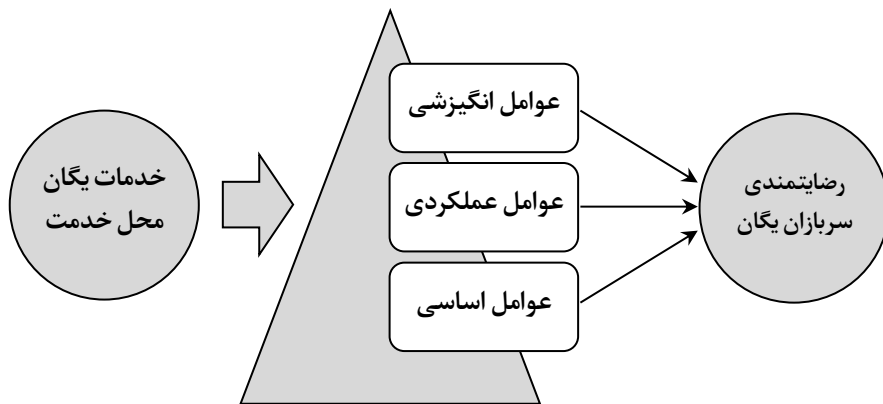 خدمات یگان
محل خدمت
عوامل انگیزشی
عوامل عملکردی
عوامل اساسی
رضایتمندی
سربازان یگان